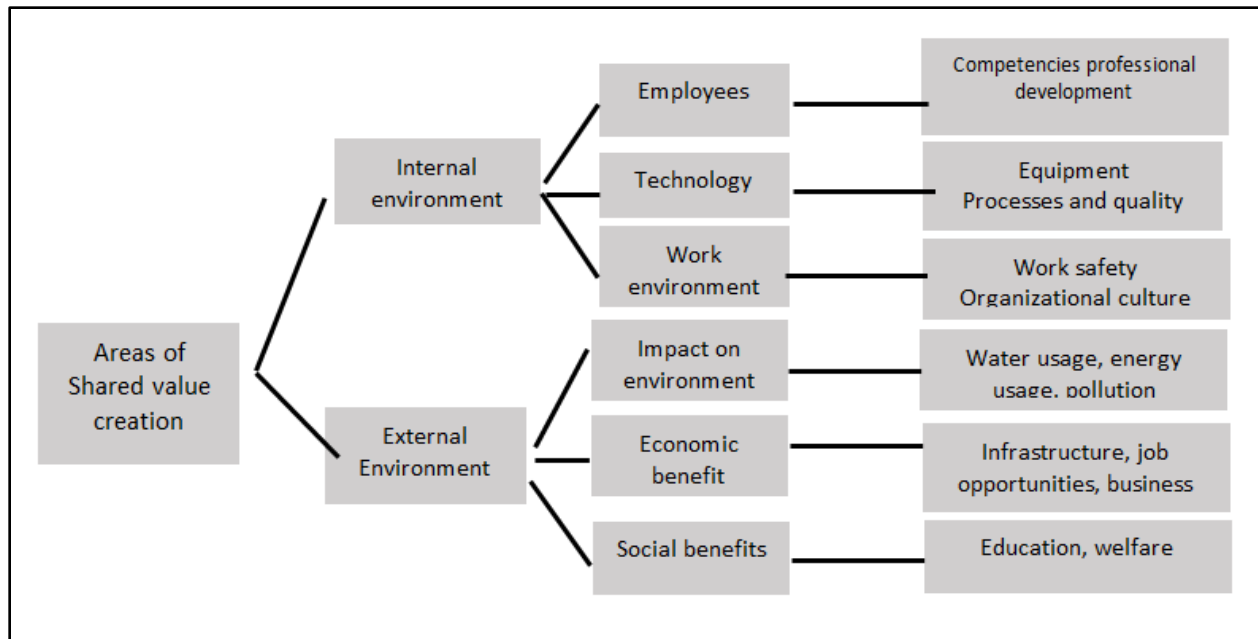 Areas of
Shared value
creation
Internal
environment
External
Environment
Employees
Technology
Work
environment
Impact on
environment
Economic
benefit
Social benefits
Competencies professional
development
Equipment
Processes and quality
Work safety
Organizational culture
Water usage, energy
usage, pollution
Infrastructure, job
opportunities, business
Education, welfare